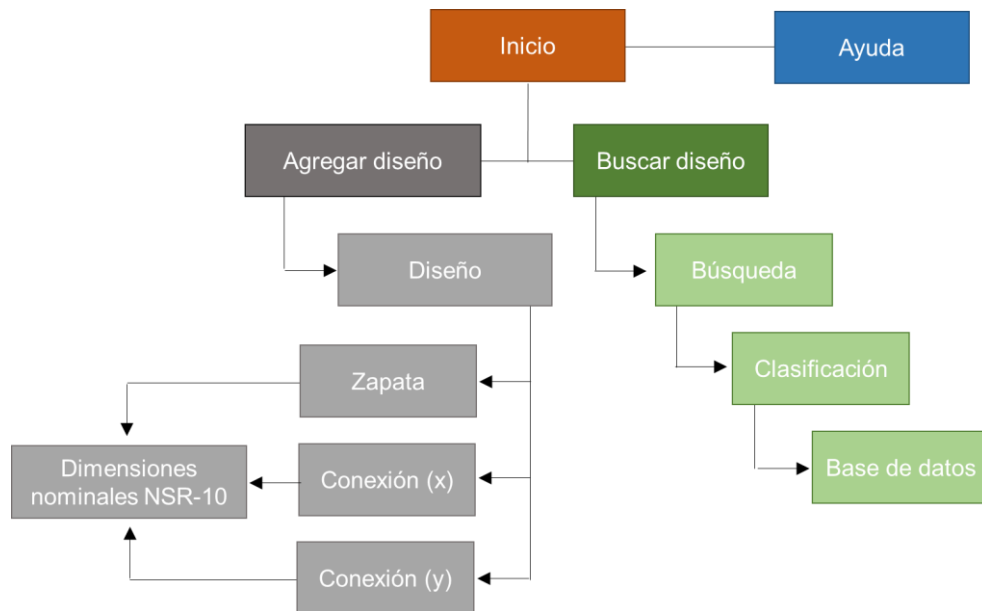 Inicio
Ayuda
Agregar diseño
Buscar diseño
Diseño
Búsqueda
Zapata
Clasificación
Dimensiones
nominales NSR-10
Conexión (x)
Base de datos
Conexión (y)